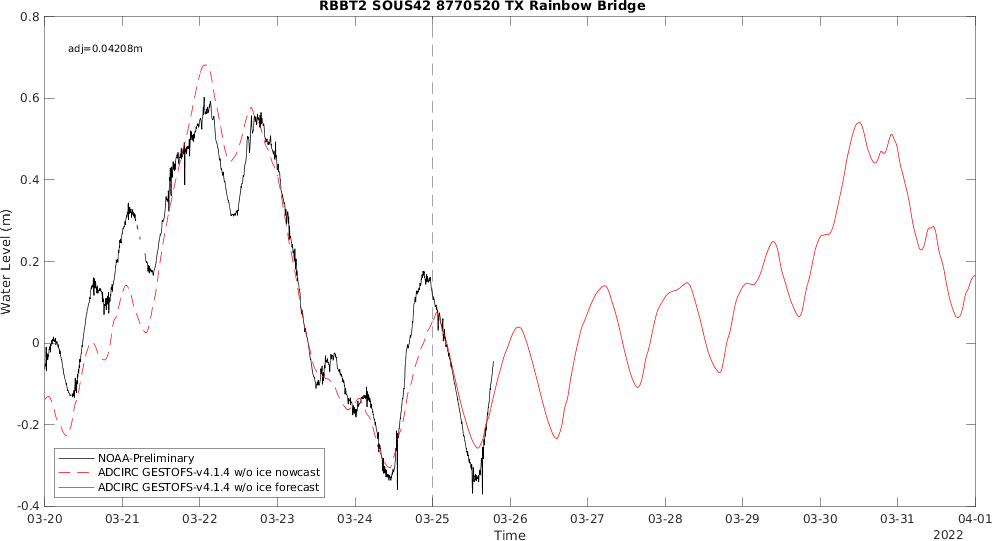 RBBT2 SOUS42 8770520 TX Rainbow Bridge
adj=0.04208m
0.8
0.6
0.4
0.2
0
-0.2
-0.4
Water Level (m)
NOAA-Preliminary
ADCIRC GESTOFS-v4.1.4 w/o ice nowcast
ADCIRC GESTOFS-v4.1.4 w/o ice forecast
03-20 03-21 03-22 03-23 03-24 03-25 03-26 03-27 03-28 03-29 03-30 03-31 04-01
Time
2022